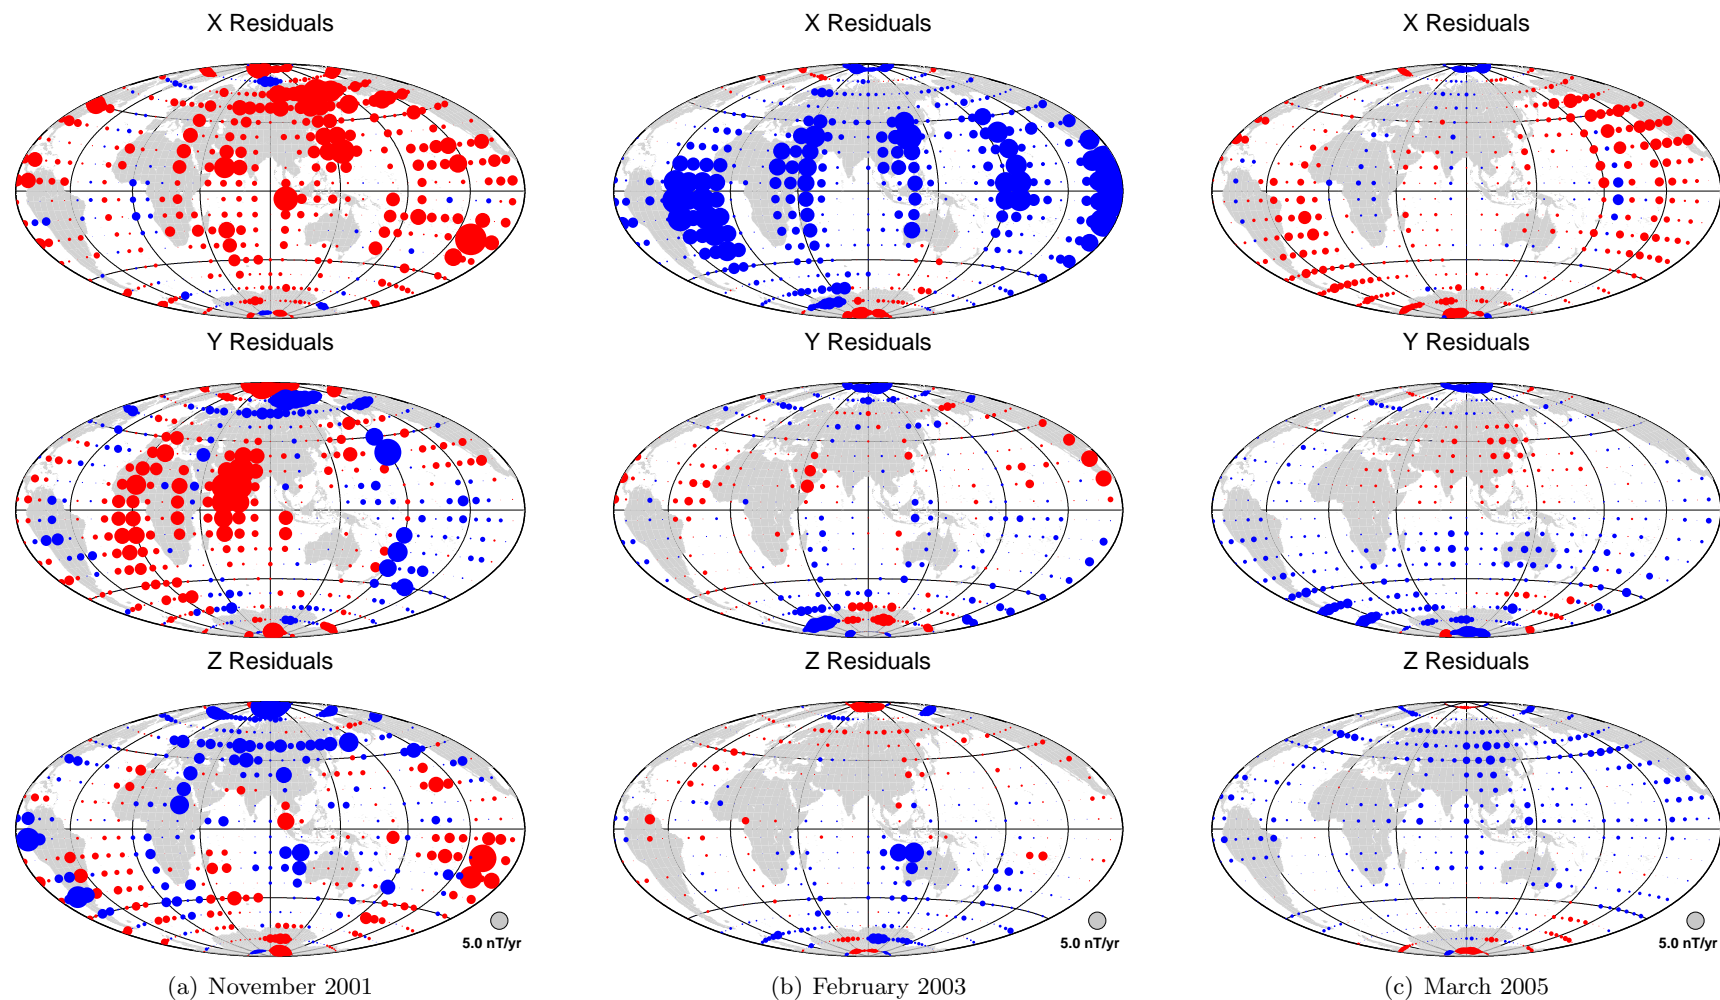 X Residuals
X Residuals
X Residuals
Y Residuals
Y Residuals
Y Residuals
Z Residuals
Z Residuals
Z Residuals
5.0 nT/yr
5.0 nT/yr
5.0 nT/yr
(a) November 2001
(b) February 2003
(c) March 2005